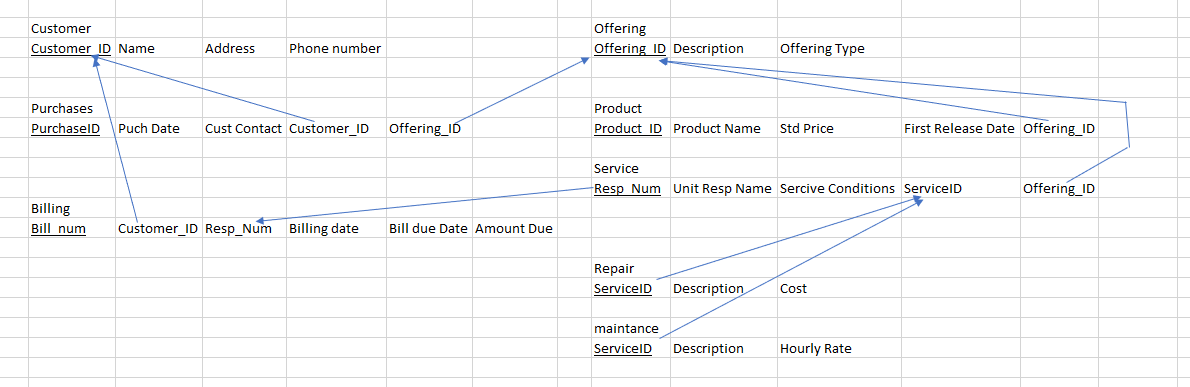 Customer
Customer_ID Name Address Phone number
Offering
Offering_ID Description Offering Type
Purchases
PurchaseID Puch Date Cust Contact Customer_ID Offering_ID
Product
Product_ID Product Name Std Price First Release Date Offering_ID
Service
Resp_Num Unit Resp Name Sercive Conditions ServiceID Offering_ID
Billing
Bill_num Customer_ID Resp_Num Billing date Bill due Date Amount Due
Repair
ServiceID Description Cost
maintance
ServiceID Description Hourly Rate